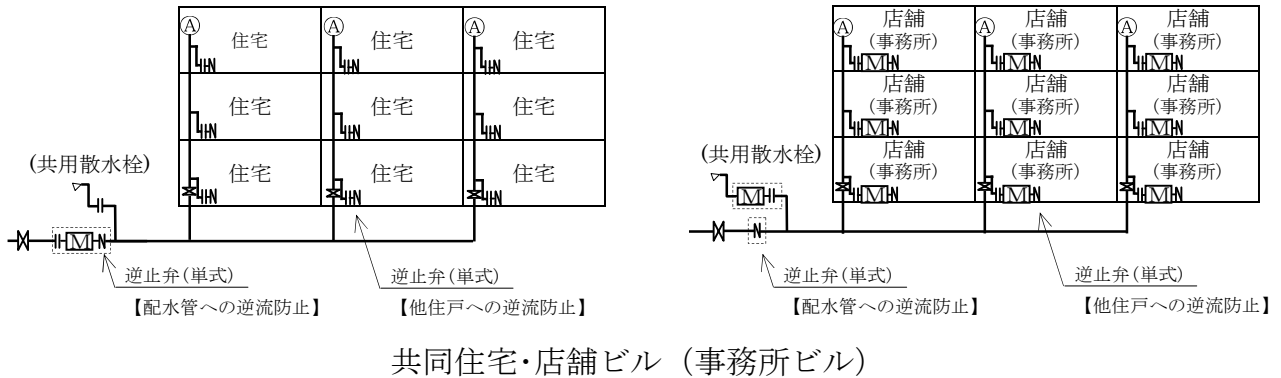 Ⓐ Ⓐ Ⓐ
住宅 住宅 住宅
N N N
住宅 住宅 住宅
N N N
(共用散水栓)
住宅 住宅 住宅
N N N
M N
逆止弁(単式)
【配水管への逆流防止】
逆止弁(単式)
【他住戸への逆流防止】
Ⓐ Ⓐ Ⓐ
店舗 店舗 店舗
(事務所) (事務所) (事務所)
M N M N M N
店舗 店舗 店舗
(事務所) (事務所) (事務所)
M N M N M N
(共用散水栓)
店舗 店舗 店舗
(事務所) (事務所) (事務所)
M M N M N M N
N
逆止弁(単式)
【配水管への逆流防止】
逆止弁(単式)
【他住戸への逆流防止】
共同住宅・店舗ビル（事務所ビル）